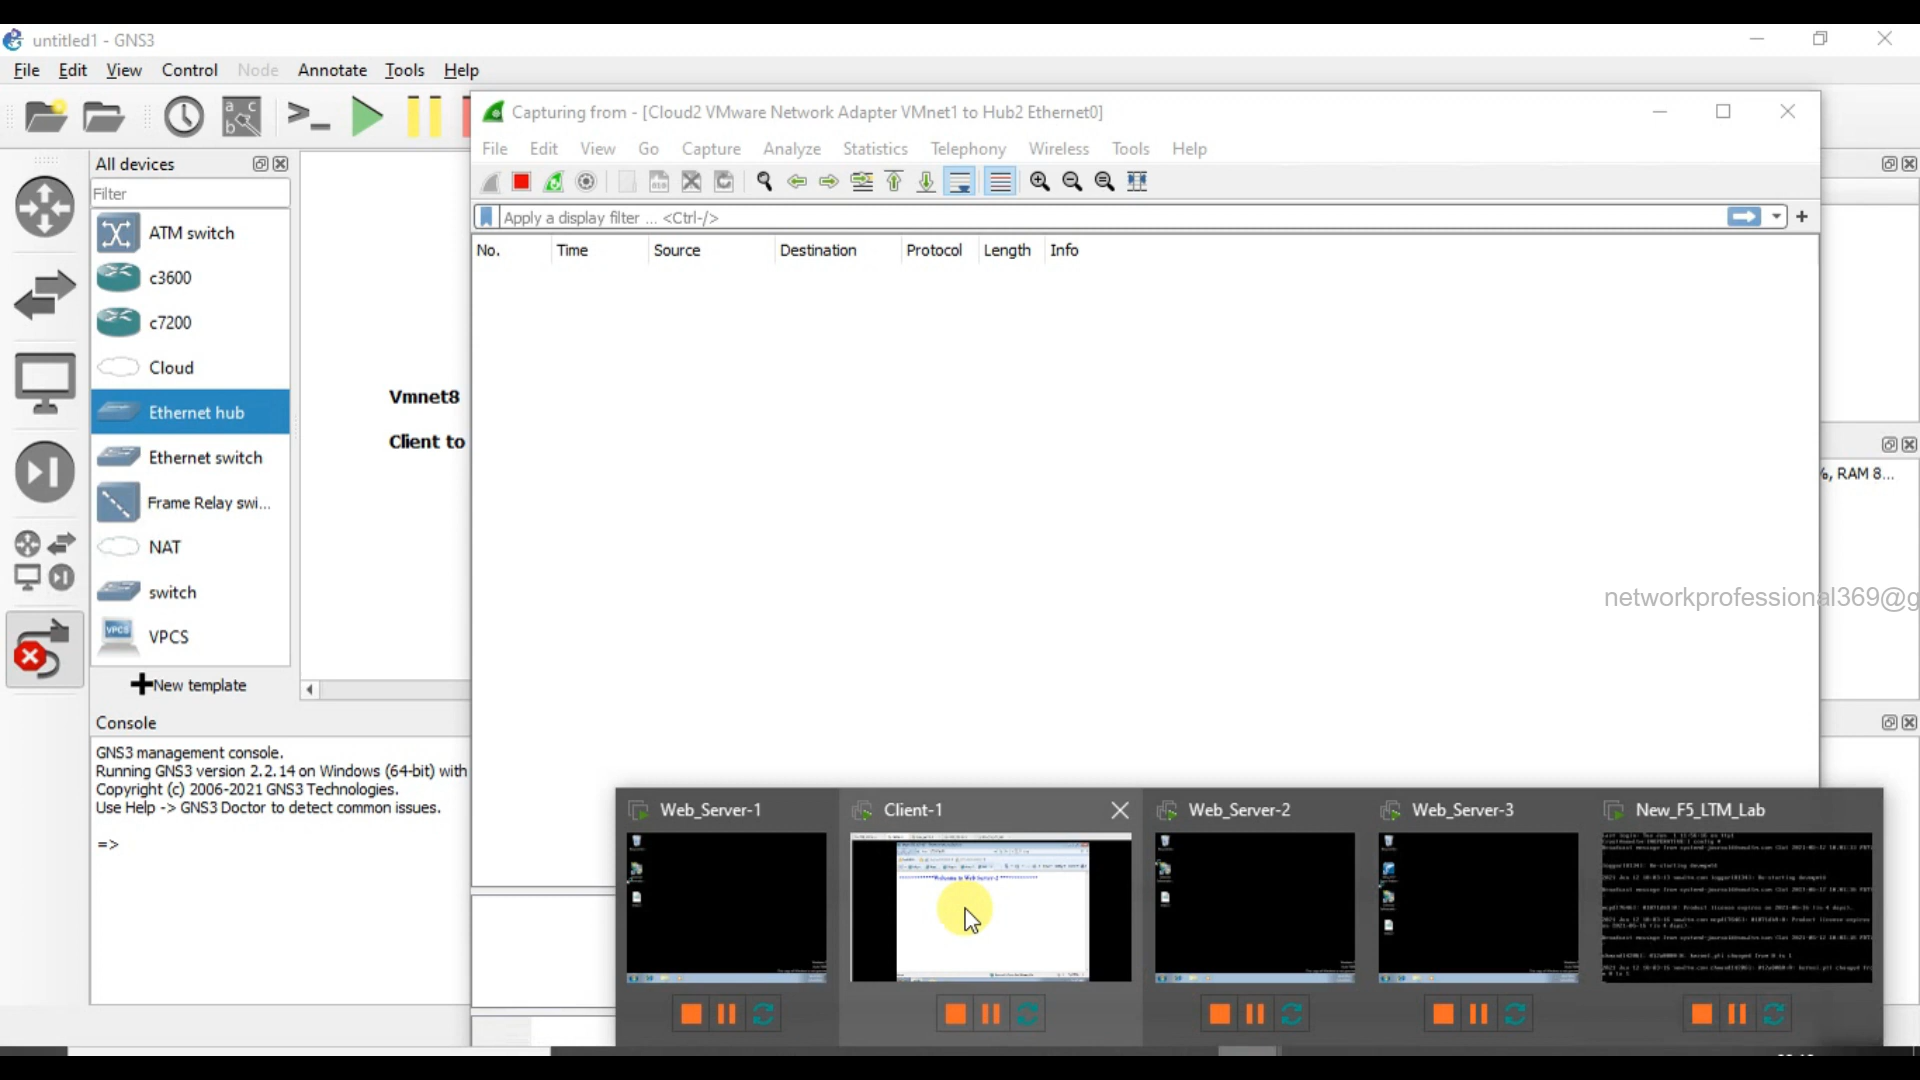 untitled1 - GNS3
File Edit View Control Node Annotate Tools Help
All devices
Filter
ATM switch
c3600
c7200
Cloud
Ethernet hub
Ethernet switch
Frame Relay swi...
NAT
switch
VPCS
New template
Vmnet8
Client to
Console
GNS3 management console.
Running GNS3 version 2.2.14 on Windows (64-bit) with
Copyright (c) 2006-2021 GNS3 Technologies.
Use Help -> GNS3 Doctor to detect common issues.
=>
Capturing from - [Cloud2 VMware Network Adapter VMnet1 to Hub2 Ethernet0]
File Edit View Go Capture Analyze Statistics Telephony Wireless Tools Help
Apply a display filter ... <Ctrl-/>
No. Time Source Destination Protocol Length Info
%, RAM 8...
networkprofessional369@g
Web_Server-1
Client-1
Web_Server-2
Web_Server-3
New_F5_LTM_Lab